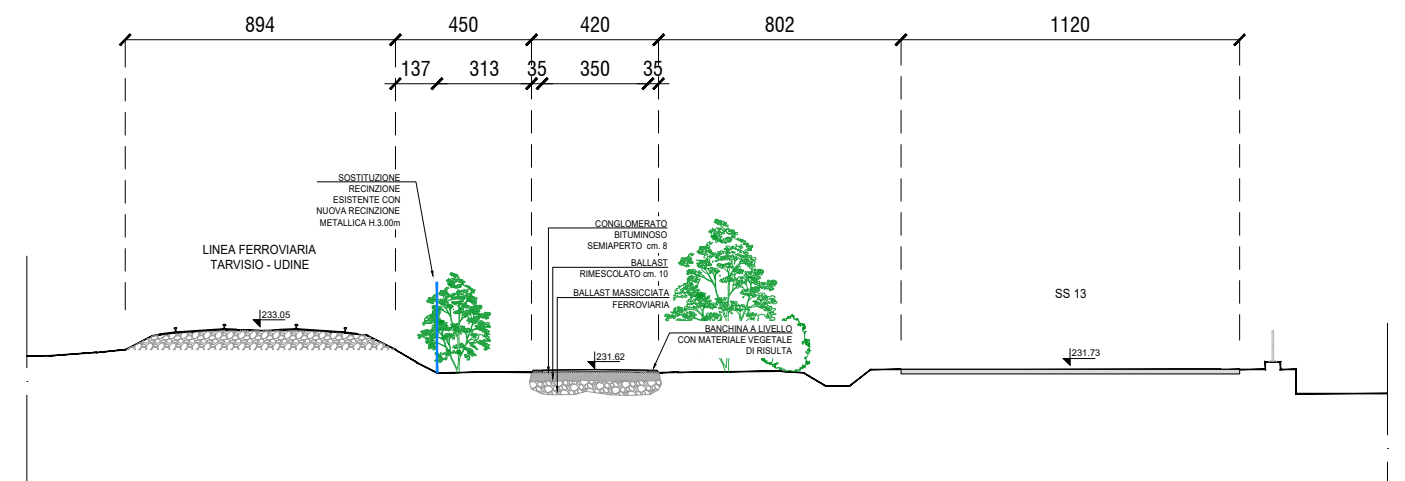 894
450
420
802
1120
137
313
35
350
35
SOSTITUZIONE
RECINZIONE
ESISTENTE CON
NUOVA RECINZIONE
METALLICA H.3.00m
LINEA FERROVIARIA
TARVISIO - UDINE
233.05
CONGLOMERATO
BITUMINOSO
SEMIAPERTO cm. 8
BALLAST
RIMESCOLATO cm. 10
BALLAST MASSICCIATA
FERROVIARIA
BANCHINA A LIVELLO
CON MATERIALE VEGETALE
DI RISULTA
231.62
SS 13
231.73